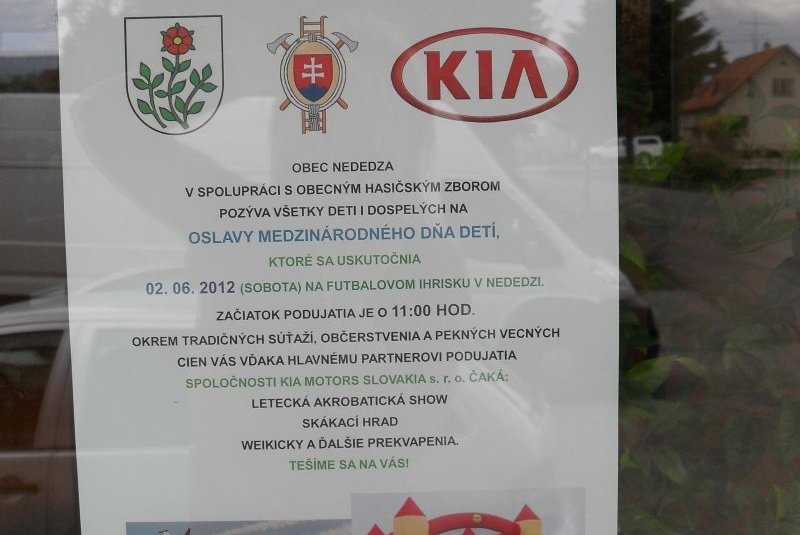 KIA
OBEC NEDEDZA
V SPOLUPRÁCI S OBECNÝM HASIČSKÝM ZBOROM
POZÝVA VŠETKY DETI I DOSPELÝCH NA
OSLAVY MEDZINÁRODNÉHO DŇA DETÍ,
KTORÉ SA USKUTOČNIA
02. 06. 2012 (SOBOTA) NA FUTBALOVOM IHRISKU V NEDEDZI.
ZAČIATOK PODUJATIA JE O 11:00 HOD.
OKREM TRADIČNÝCH SÚŤAŽÍ, OBČERSTVENIA A PEKNÝCH VECNÝCH
CIEN VÁS VĎAKA HLAVNÉMU PARTNEROVI PODUJATIA
SPOLOČNOSTI KIA MOTORS SLOVAKIA s. r. o. ČAKÁ:
LETECKÁ AKROBATICKÁ SHOW
SKÁKACÍ HRAD
WEIKICKY A ĎALŠIE PREKVAPENIA.
TEŠÍME SA NA VÁS!